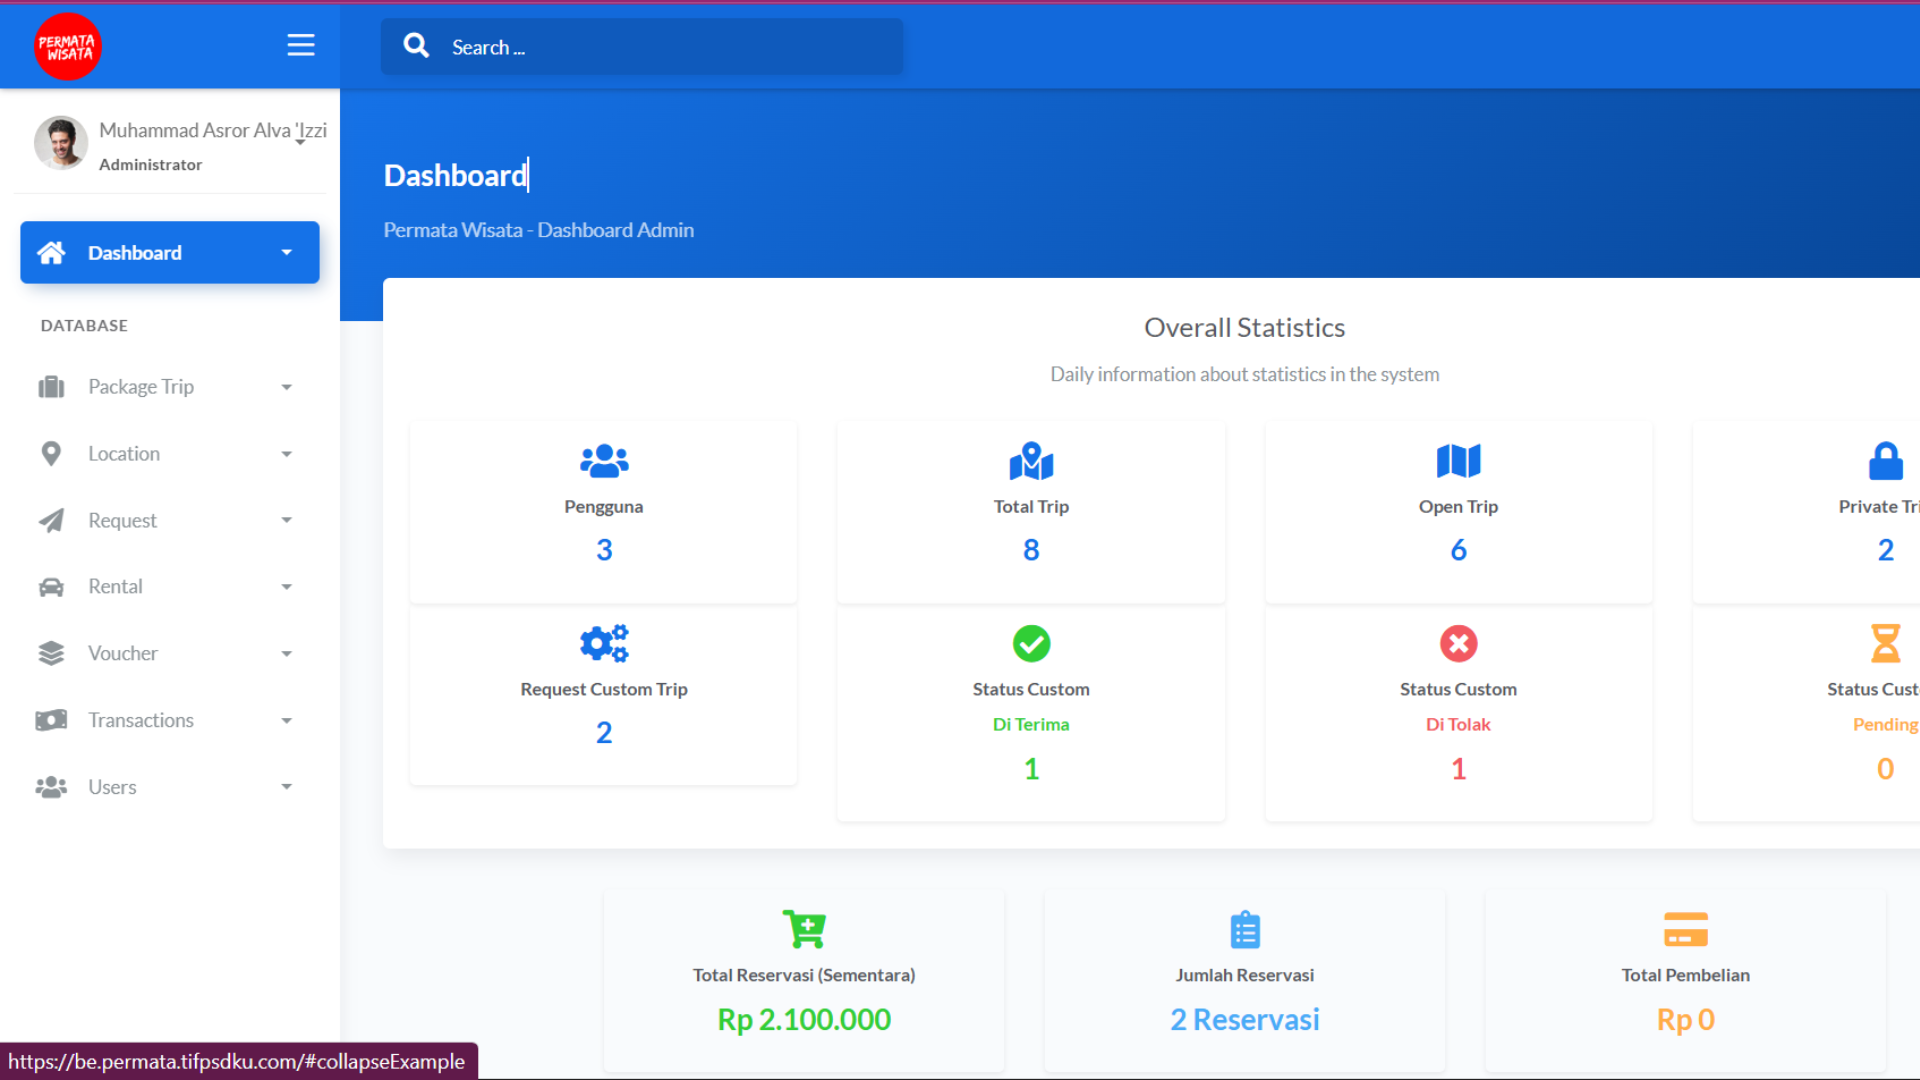 PERMATA
WISATA
Search ...
Muhammad Asror Alva 'Izzi
Administrator
Dashboard
DATABASE
Package Trip
Location
Request
Rental
Voucher
Transactions
Users
Dashboard
Permata Wisata - Dashboard Admin
Overall Statistics
Daily information about statistics in the system
Pengguna
3
Total Trip
8
Open Trip
6
Private Tri
2
Request Custom Trip
2
Status Custom
Di Terima
1
Status Custom
Di Tolak
1
Status Cust
Pending
0
Total Reservasi (Sementara)
Rp 2.100.000
Jumlah Reservasi
2 Reservasi
Total Pembelian
Rp 0
https://be.permata.tifpsdku.com/#collapseExample